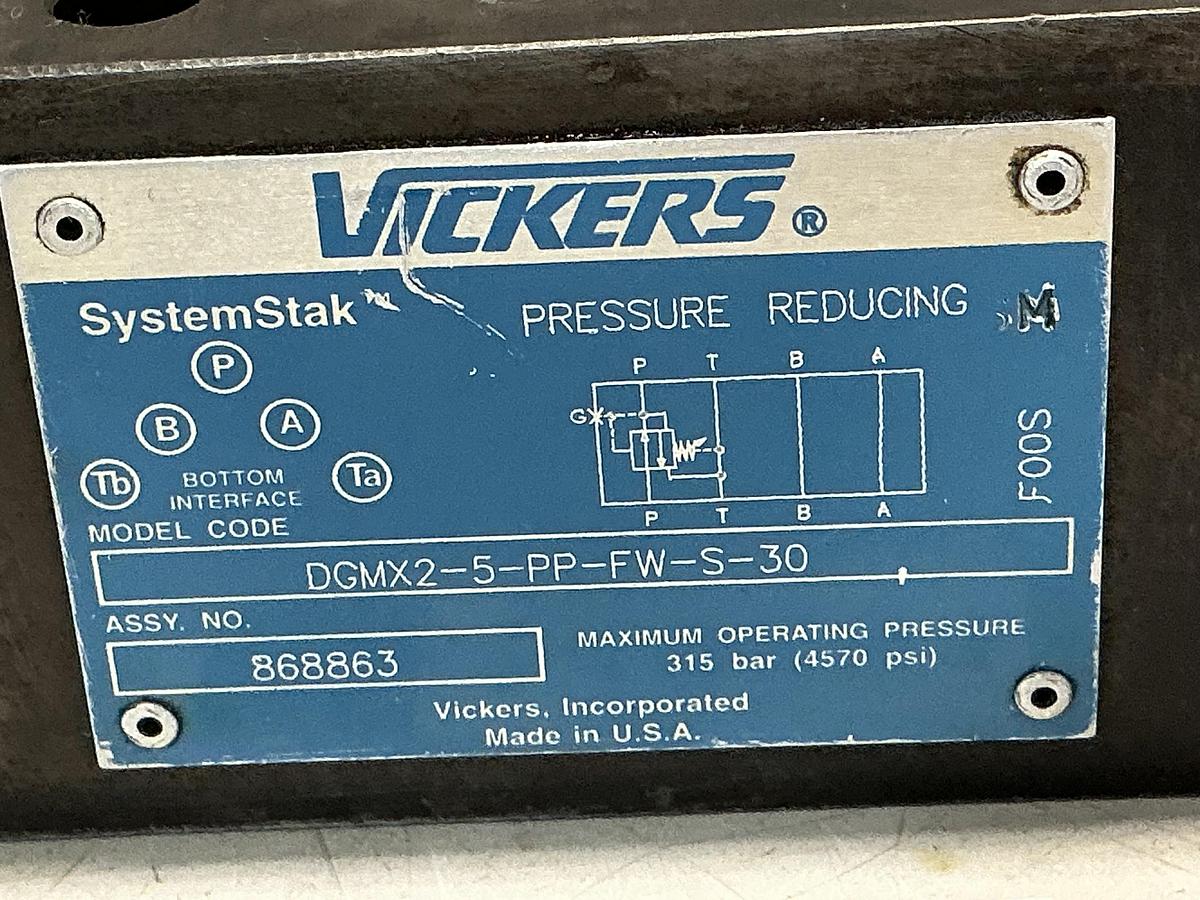 VICKERS®
SystemStak™
PRESSURE REDUCING
M
P
B A
Tb Ta
BOTTOM
INTERFACE
P T B A
G
P T B A
F00S
MODEL CODE
DGMX2-5-PP-FW-S-30
ASSY. NO.
868863
MAXIMUM OPERATING PRESSURE
315 bar (4570 psi)
Vickers, Incorporated
Made in U.S.A.